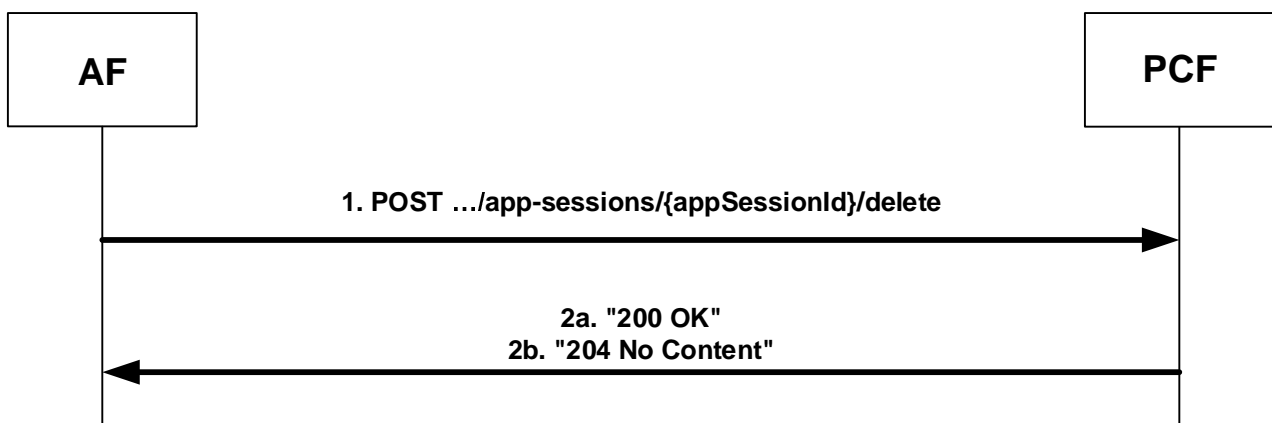 AF
PCF
1. POST …/app-sessions/{appSessionId}/delete
2a. "200 OK"
2b. "204 No Content"